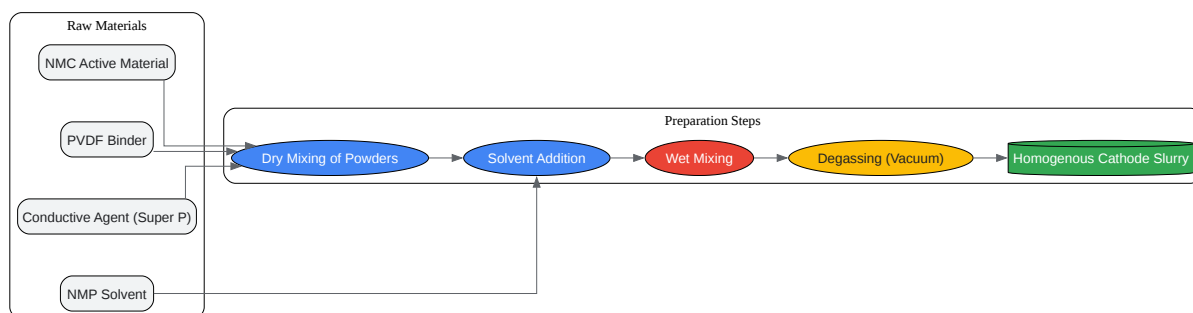 Raw Materials
NMC Active Material
PVDF Binder
Conductive Agent (Super P)
NMP Solvent
Preparation Steps
Dry Mixing of Powders
Solvent Addition
Wet Mixing
Degassing (Vacuum)
Homogenous Cathode Slurry